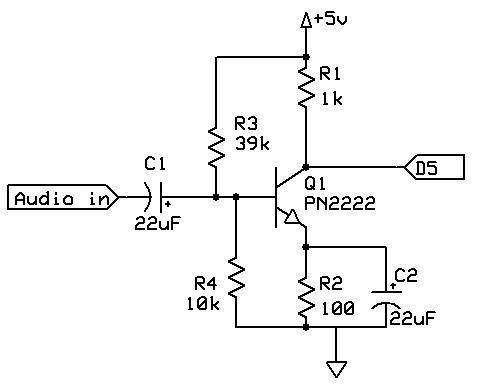 +5v
R1
1k
R3
39k
C1
D5
Q1
PN2222
Audio in
+
22uF
R4
10k
R2
100
+
C2
22uF